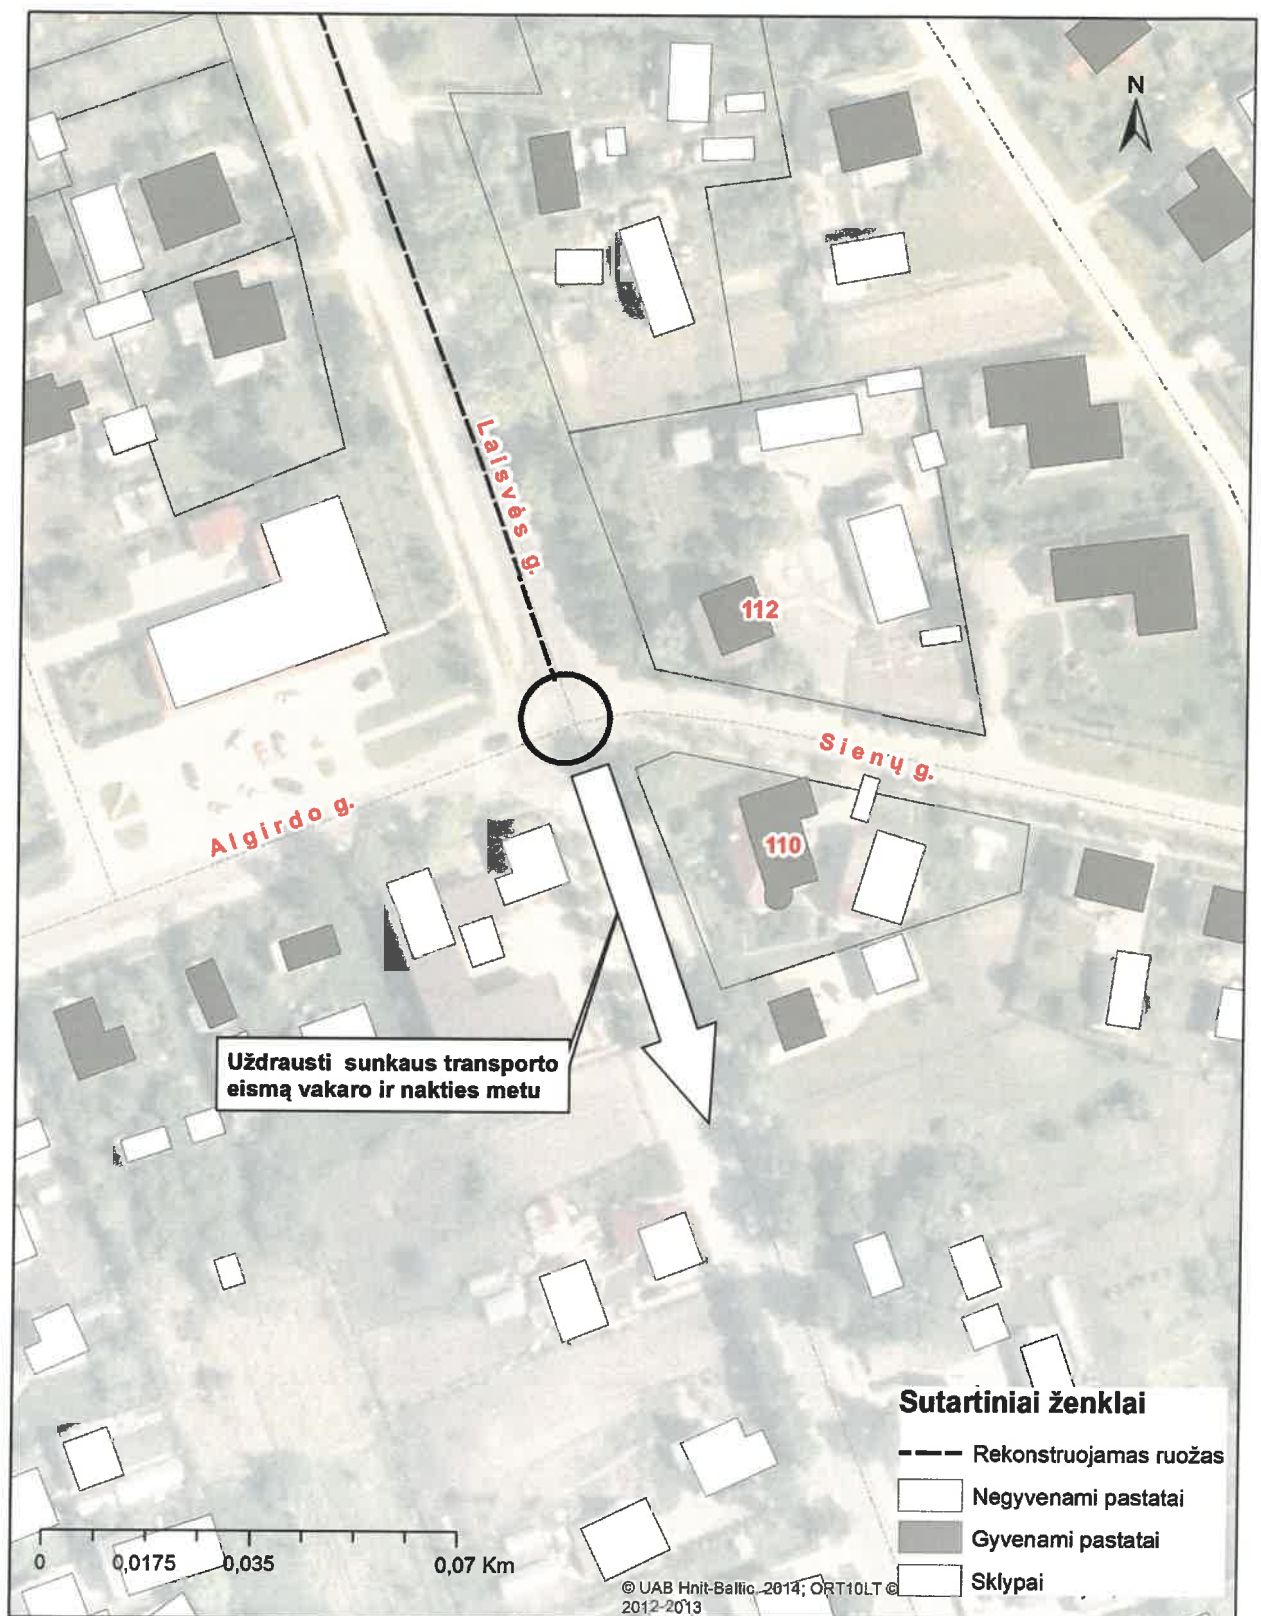 N
Laisvės g.
112
Sienų g.
Algirdo g.
110
Uždrausti sunkaus transporto
eismą vakaro ir nakties metu
Sutartiniai ženklai
Rekonstruojamas ruožas
Negyvenami pastatai
Gyvenami pastatai
Sklypai
0 0,0175 0,035 0,07 Km
© UAB Hnit-Baltic, 2014; ORT10LT ©
2012-2013